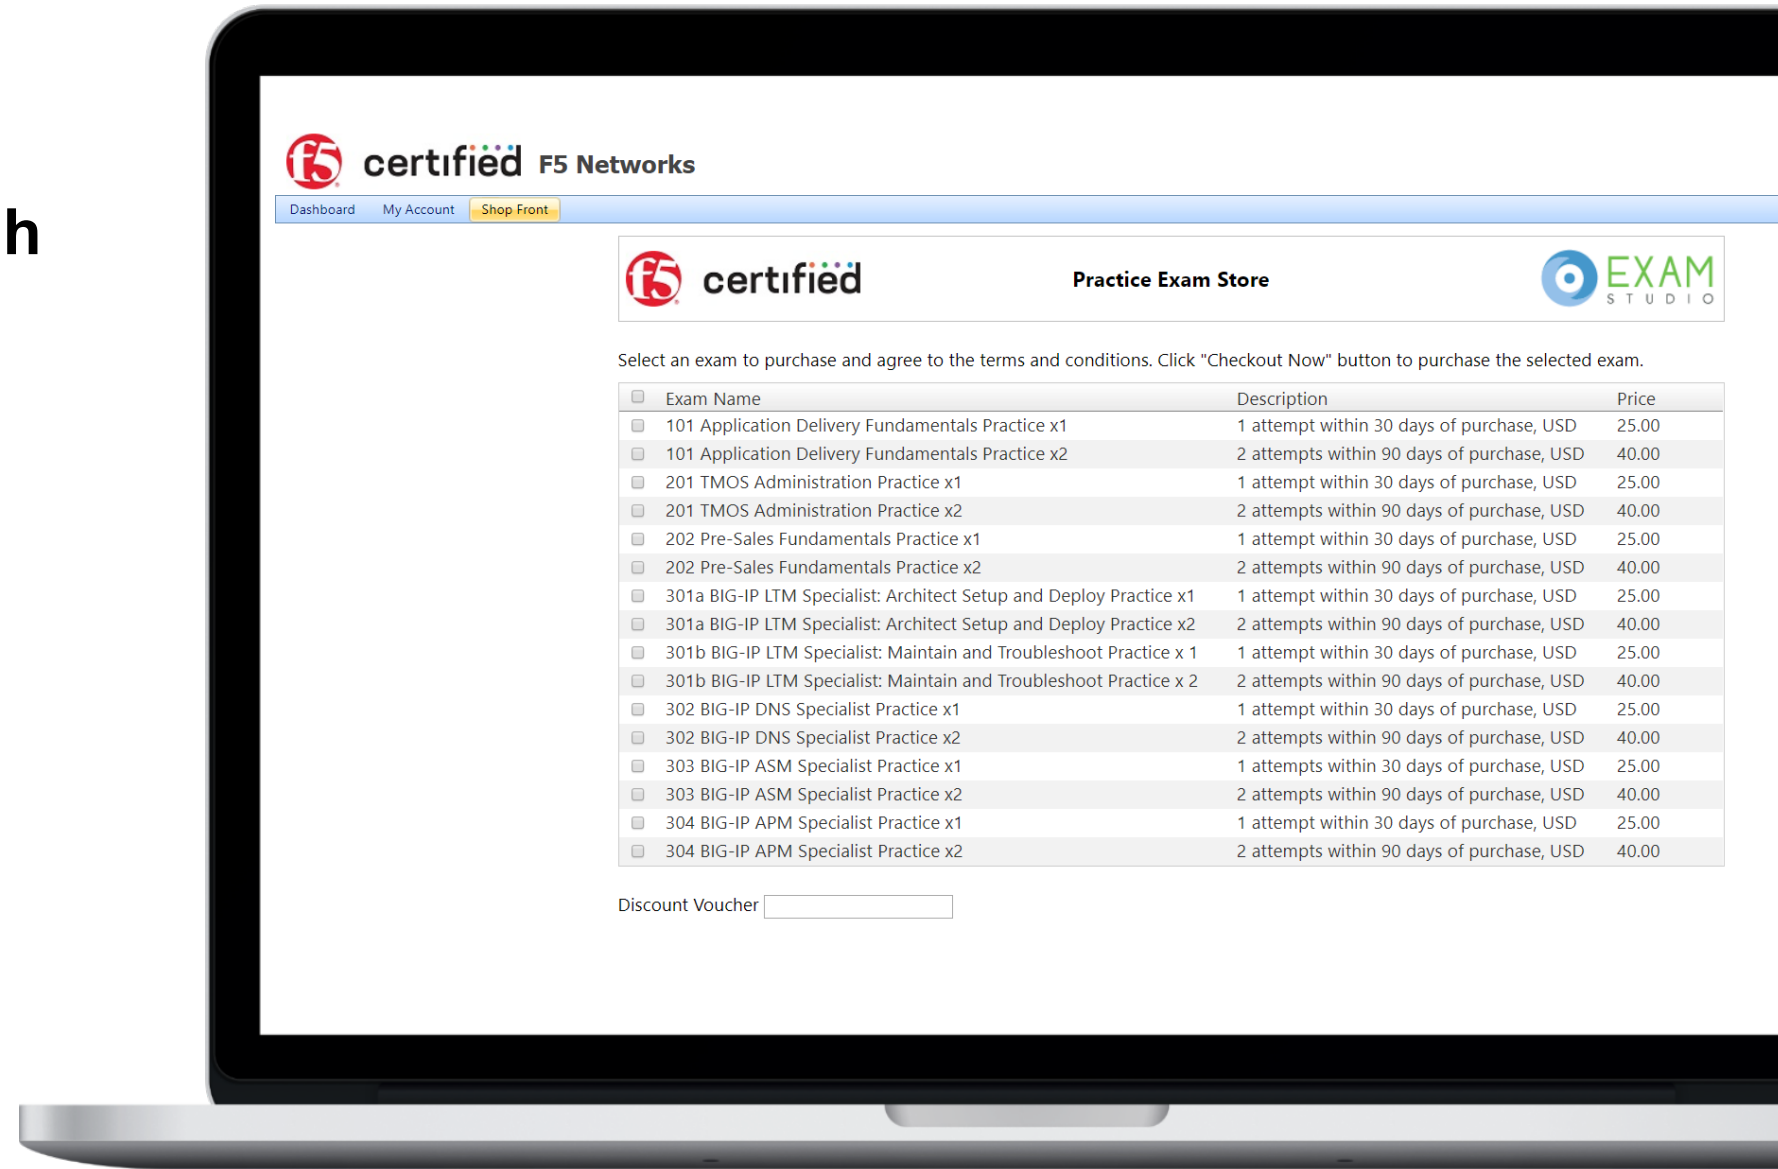 h
f5 certified F5 Networks
Dashboard My Account Shop Front
f5 certified Practice Exam Store EXAM STUDIO
Select an exam to purchase and agree to the terms and conditions. Click "Checkout Now" button to purchase the selected exam.
Exam Name Description Price
101 Application Delivery Fundamentals Practice x1 1 attempt within 30 days of purchase, USD 25.00
101 Application Delivery Fundamentals Practice x2 2 attempts within 90 days of purchase, USD 40.00
201 TMOS Administration Practice x1 1 attempt within 30 days of purchase, USD 25.00
201 TMOS Administration Practice x2 2 attempts within 90 days of purchase, USD 40.00
202 Pre-Sales Fundamentals Practice x1 1 attempt within 30 days of purchase, USD 25.00
202 Pre-Sales Fundamentals Practice x2 2 attempts within 90 days of purchase, USD 40.00
301a BIG-IP LTM Specialist: Architect Setup and Deploy Practice x1 1 attempt within 30 days of purchase, USD 25.00
301a BIG-IP LTM Specialist: Architect Setup and Deploy Practice x2 2 attempts within 90 days of purchase, USD 40.00
301b BIG-IP LTM Specialist: Maintain and Troubleshoot Practice x 1 1 attempt within 30 days of purchase, USD 25.00
301b BIG-IP LTM Specialist: Maintain and Troubleshoot Practice x 2 2 attempts within 90 days of purchase, USD 40.00
302 BIG-IP DNS Specialist Practice x1 1 attempt within 30 days of purchase, USD 25.00
302 BIG-IP DNS Specialist Practice x2 2 attempts within 90 days of purchase, USD 40.00
303 BIG-IP ASM Specialist Practice x1 1 attempts within 30 days of purchase, USD 25.00
303 BIG-IP ASM Specialist Practice x2 2 attempts within 90 days of purchase, USD 40.00
304 BIG-IP APM Specialist Practice x1 1 attempt within 30 days of purchase, USD 25.00
304 BIG-IP APM Specialist Practice x2 2 attempts within 90 days of purchase, USD 40.00
Discount Voucher